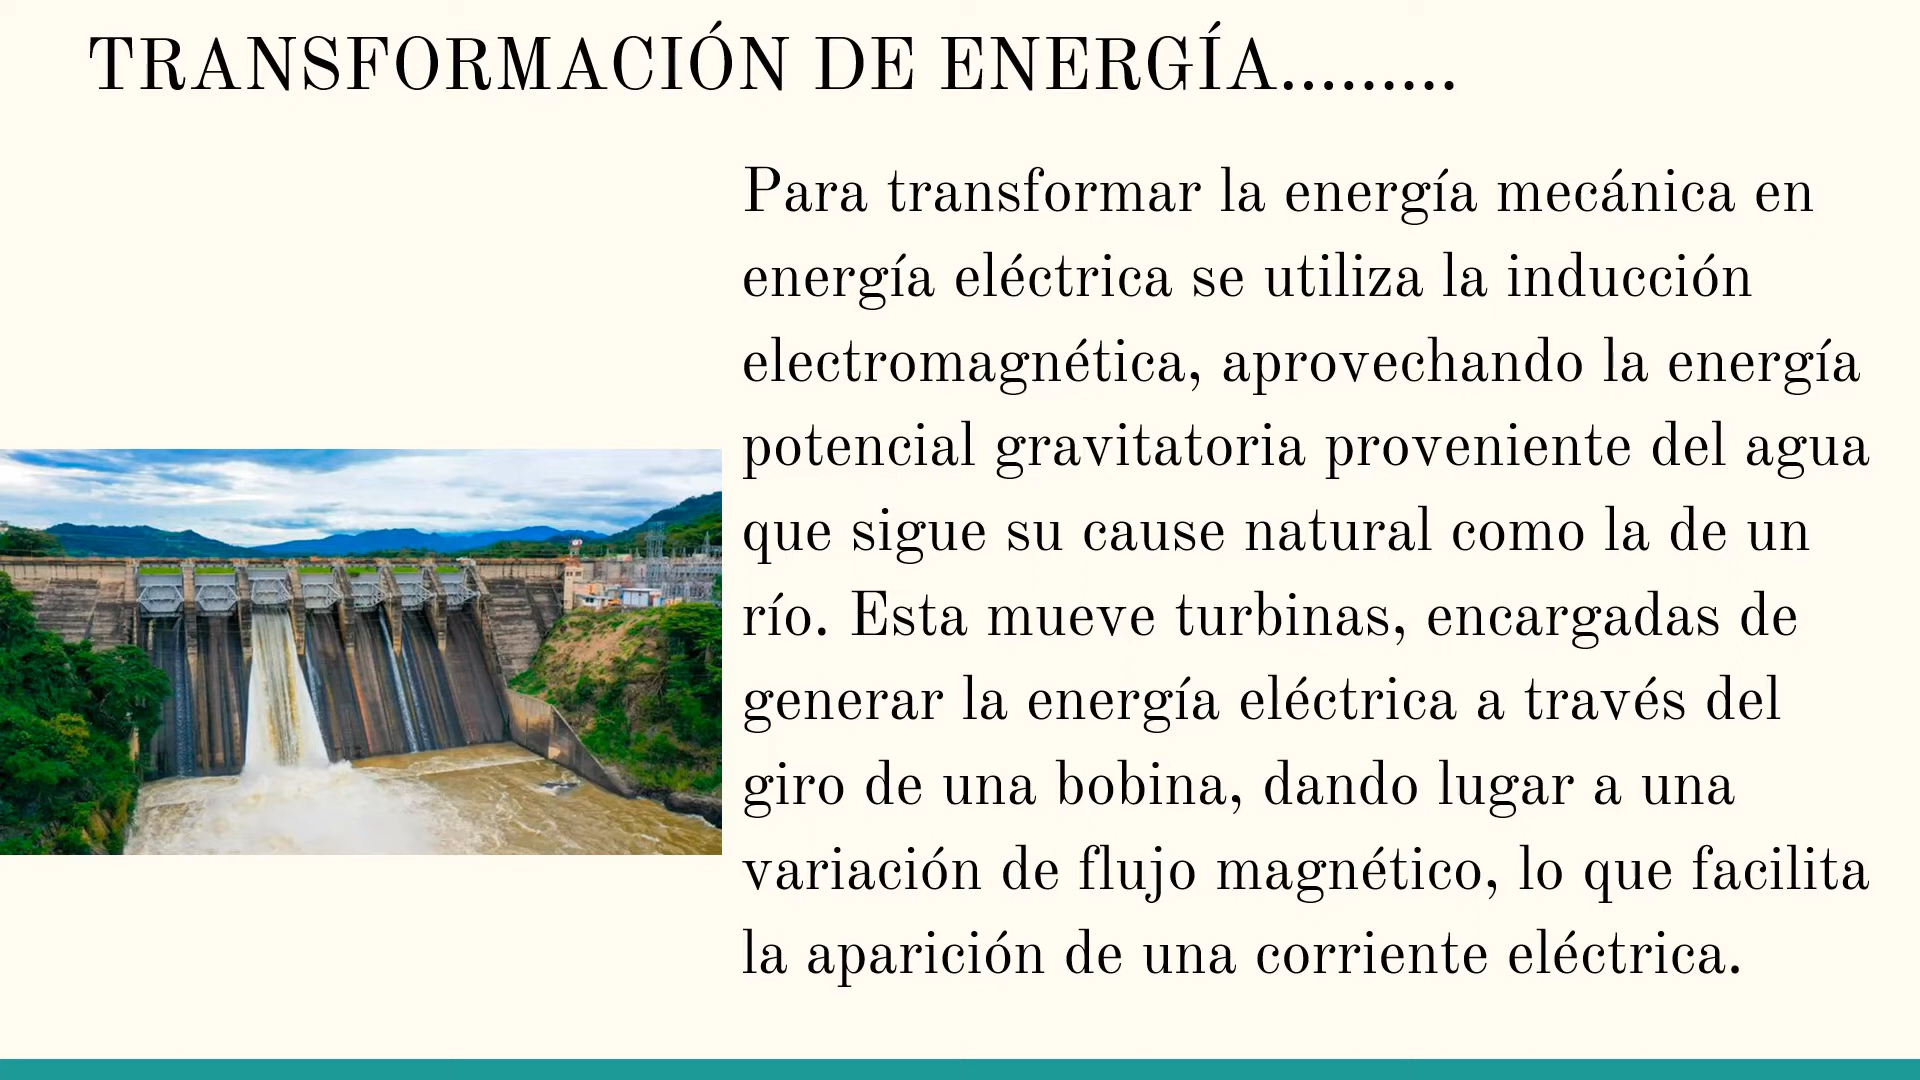 TRANSFORMACIÓN DE ENERGÍA.........
Para transformar la energía mecánica en
energía eléctrica se utiliza la inducción
electromagnética, aprovechando la energía
potencial gravitatoria proveniente del agua
que sigue su cause natural como la de un
río. Esta mueve turbinas, encargadas de
generar la energía eléctrica a través del
giro de una bobina, dando lugar a una
variación de flujo magnético, lo que facilita
la aparición de una corriente eléctrica.